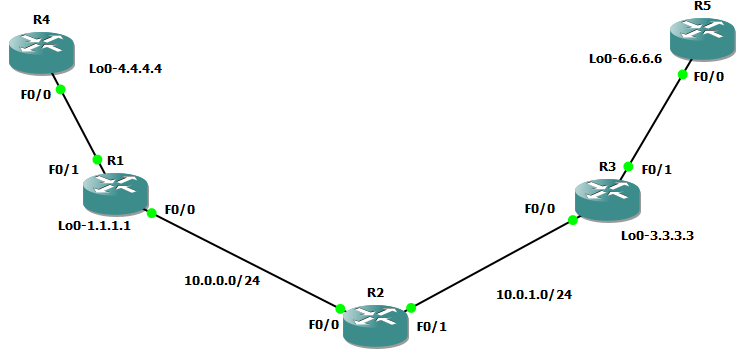 R4
R5
Lo0-4.4.4.4
Lo0-6.6.6.6
F0/0
F0/0
F0/1
R1
R3
F0/1
Lo0-1.1.1.1
F0/0
F0/0
Lo0-3.3.3.3
10.0.0.0/24
10.0.1.0/24
R2
F0/0
F0/1